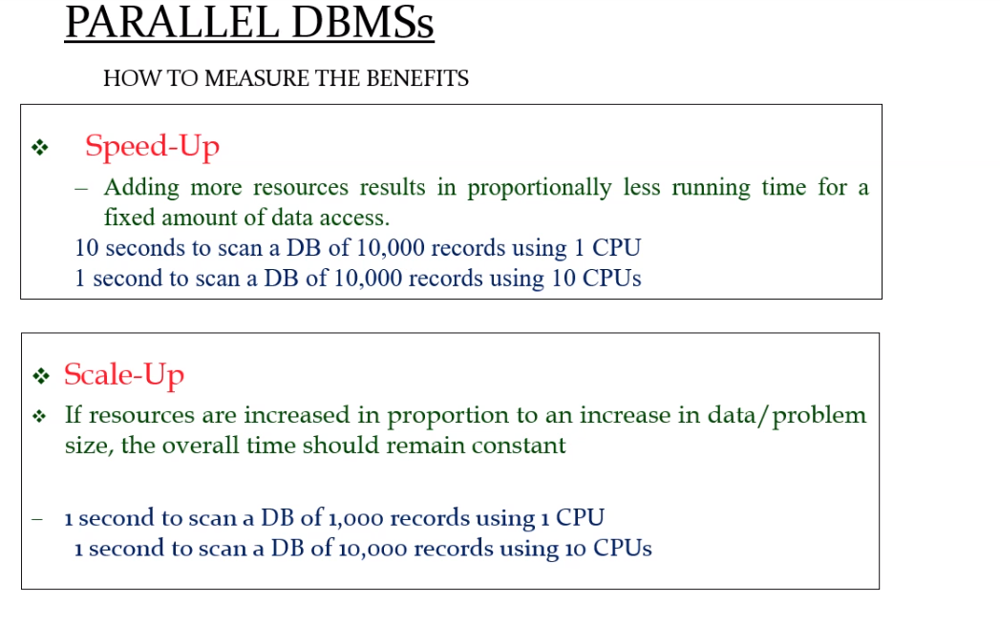 PARALLEL DBMSs
HOW TO MEASURE THE BENEFITS
❖ Speed-Up
– Adding more resources results in proportionally less running time for a
fixed amount of data access.
10 seconds to scan a DB of 10,000 records using 1 CPU
1 second to scan a DB of 10,000 records using 10 CPUs
❖ Scale-Up
❖ If resources are increased in proportion to an increase in data/problem
size, the overall time should remain constant
– 1 second to scan a DB of 1,000 records using 1 CPU
1 second to scan a DB of 10,000 records using 10 CPUs